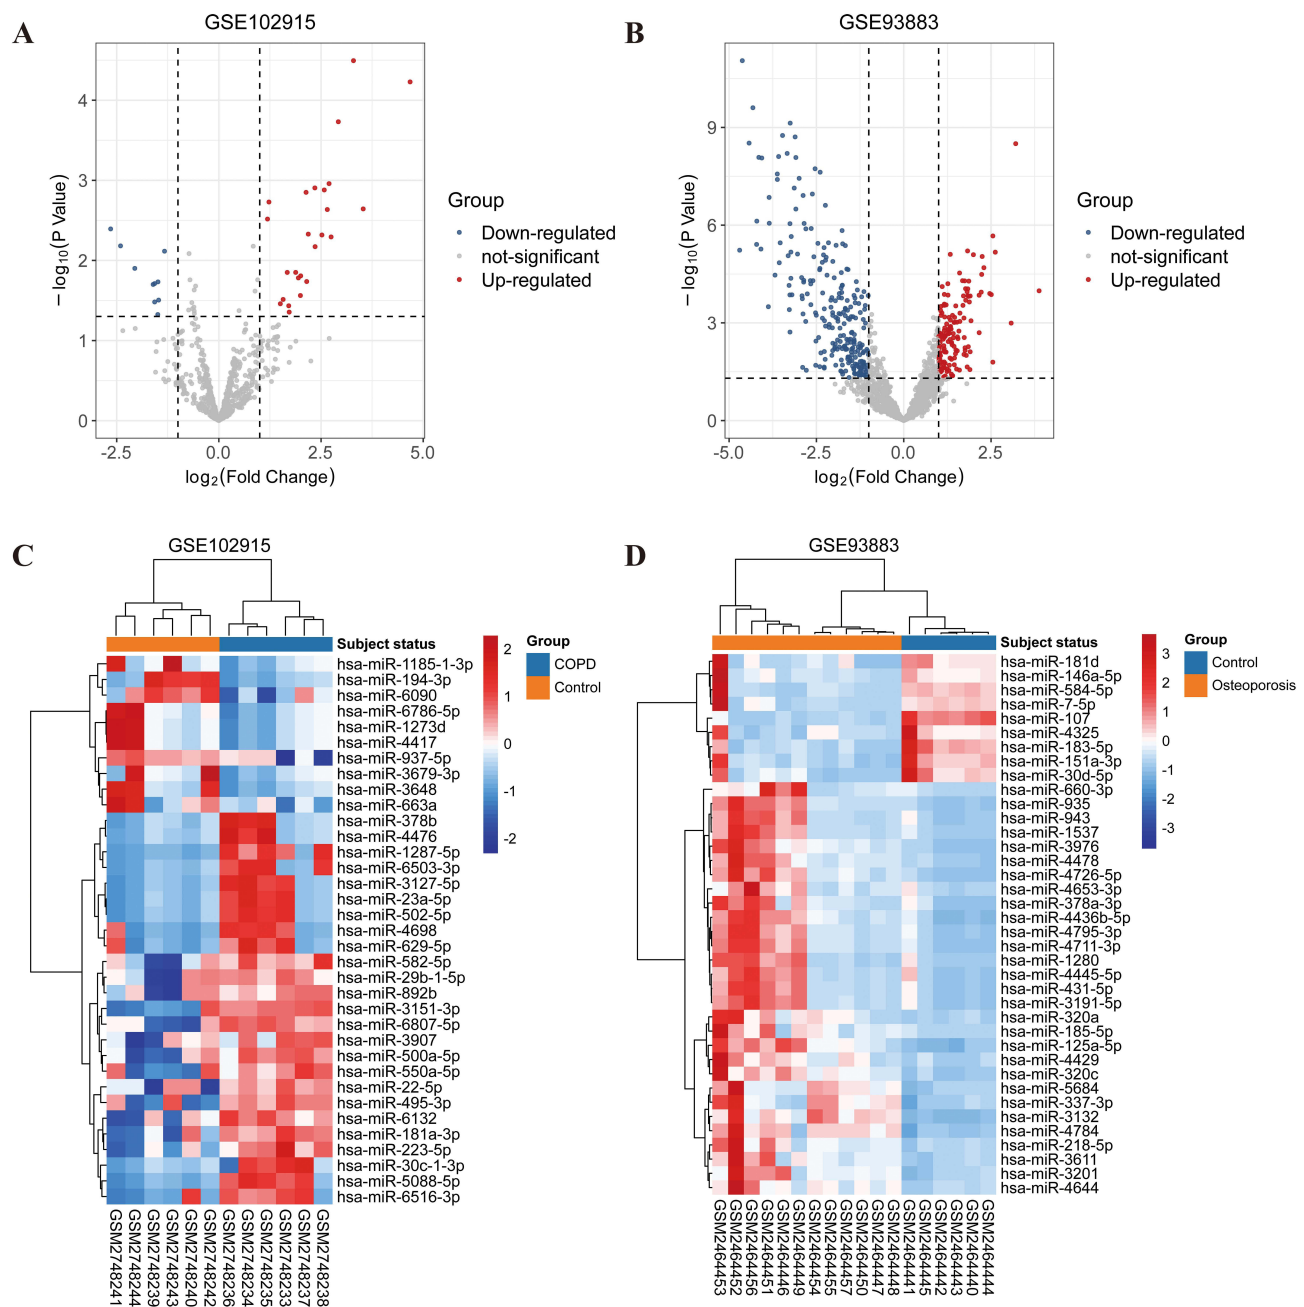 A
GSE102915
− log10(P Value)
4
3
2
1
0
-2.5
0.0
2.5
5.0
log2(Fold Change)
Group
Down-regulated
not-significant
Up-regulated
B
GSE93883
− log10(P Value)
9
6
3
0
-5.0
-2.5
0.0
2.5
log2(Fold Change)
Group
Down-regulated
not-significant
Up-regulated
C
GSE102915
Subject status
hsa-miR-1185-1-3p
hsa-miR-194-3p
hsa-miR-6090
hsa-miR-6786-5p
hsa-miR-1273d
hsa-miR-4417
hsa-miR-937-5p
hsa-miR-3679-3p
hsa-miR-3648
hsa-miR-663a
hsa-miR-378b
hsa-miR-4476
hsa-miR-1287-5p
hsa-miR-6503-3p
hsa-miR-3127-5p
hsa-miR-23a-5p
hsa-miR-502-5p
hsa-miR-4698
hsa-miR-629-5p
hsa-miR-582-5p
hsa-miR-29b-1-5p
hsa-miR-892b
hsa-miR-3151-3p
hsa-miR-6807-5p
hsa-miR-3907
hsa-miR-500a-5p
hsa-miR-550a-5p
hsa-miR-22-5p
hsa-miR-495-3p
hsa-miR-6132
hsa-miR-181a-3p
hsa-miR-223-5p
hsa-miR-30c-1-3p
hsa-miR-5088-5p
hsa-miR-6516-3p
GSM2748241
GSM2748244
GSM2748239
GSM2748243
GSM2748240
GSM2748242
GSM2748236
GSM2748234
GSM2748235
GSM2748233
GSM2748237
GSM2748238
2
1
0
-1
-2
Group
COPD
Control
D
GSE93883
Subject status
hsa-miR-181d
hsa-miR-146a-5p
hsa-miR-584-5p
hsa-miR-7-5p
hsa-miR-107
hsa-miR-4325
hsa-miR-183-5p
hsa-miR-151a-3p
hsa-miR-30d-5p
hsa-miR-660-3p
hsa-miR-935
hsa-miR-943
hsa-miR-1537
hsa-miR-3976
hsa-miR-4478
hsa-miR-4726-5p
hsa-miR-4653-3p
hsa-miR-378a-3p
hsa-miR-4436b-5p
hsa-miR-4795-3p
hsa-miR-4711-3p
hsa-miR-1280
hsa-miR-4445-5p
hsa-miR-431-5p
hsa-miR-3191-5p
hsa-miR-320a
hsa-miR-185-5p
hsa-miR-125a-5p
hsa-miR-4429
hsa-miR-320c
hsa-miR-5684
hsa-miR-337-3p
hsa-miR-3132
hsa-miR-4784
hsa-miR-218-5p
hsa-miR-3611
hsa-miR-3201
hsa-miR-4644
GSM2464453
GSM2464452
GSM2464456
GSM2464451
GSM2464446
GSM2464449
GSM2464454
GSM2464455
GSM2464457
GSM2464450
GSM2464447
GSM2464448
GSM2464441
GSM2464445
GSM2464442
GSM2464443
GSM2464440
GSM2464444
3
2
1
0
-1
-2
-3
Group
Control
Osteoporosis